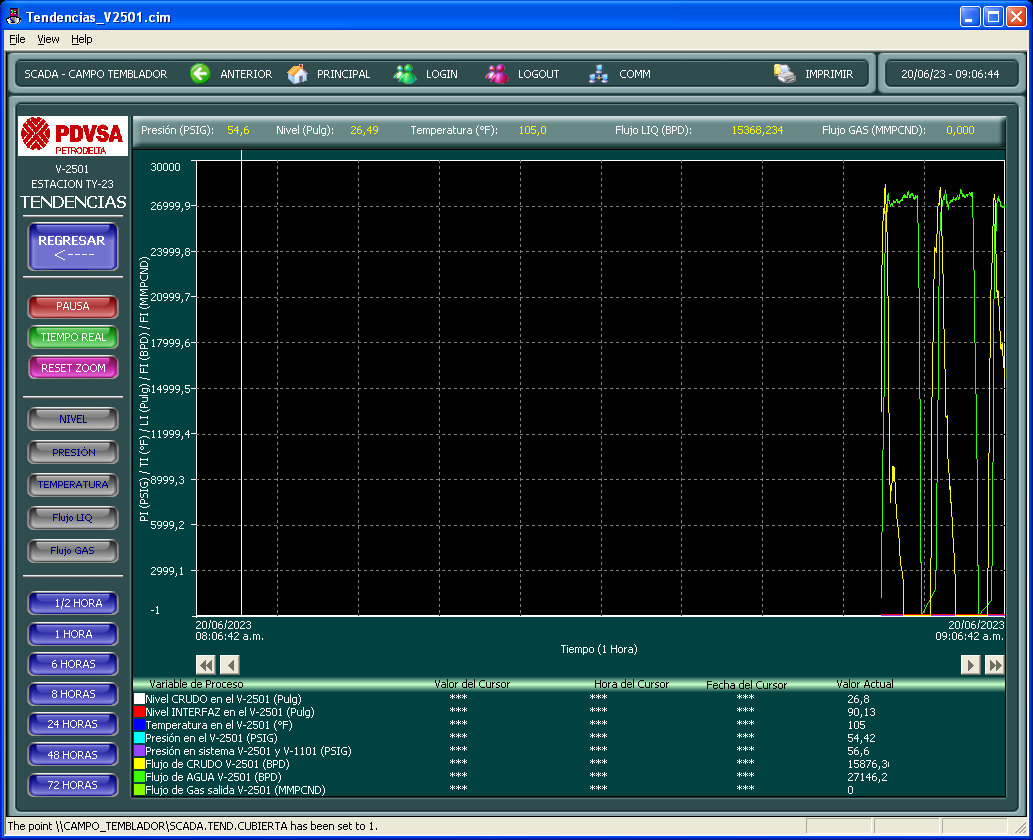 Tendencias_V2501.cim
File View Help
SCADA - CAMPO TEMBLADOR ANTERIOR PRINCIPAL LOGIN LOGOUT COMM IMPRIMIR 20/06/23 - 09:06:44
PDVSA
PETRODELTA
Presión (PSIG): 54,6 Nivel (Pulg): 26,49 Temperatura (°F): 105,0 Flujo LIQ (BPD): 15368,234 Flujo GAS (MMPCND): 0,000
V-2501
ESTACION TY-23
TENDENCIAS
REGRESAR
<----
PAUSA
TIEMPO REAL
RESET ZOOM
NIVEL
PRESIÓN
TEMPERATURA
Flujo LIQ
Flujo GAS
1/2 HORA
1 HORA
6 HORAS
8 HORAS
24 HORAS
48 HORAS
72 HORAS
PI (PSIG) / TI (°F) / LI (Pulg) / FI (BPD) / FI (MMPCND)
30000
26999,9
23999,8
20999,7
17999,6
14999,5
11999,4
8999,3
5999,2
2999,1
-1
20/06/2023 20/06/2023
08:06:42 a.m. 09:06:42 a.m.
Tiempo (1 Hora)
Variable de Proceso Valor del Cursor Hora del Cursor Fecha del Cursor Valor Actual
Nivel CRUDO en el V-2501 (Pulg) *** *** *** 26,8
Nivel INTERFAZ en el V-2501 (Pulg) *** *** *** 90,13
Temperatura en el V-2501 (°F) *** *** *** 105
Presión en el V-2501 (PSIG) *** *** *** 54,42
Presión en sistema V-2501 y V-1101 (PSIG) *** *** *** 56,6
Flujo de CRUDO V-2501 (BPD) *** *** *** 15876,3
Flujo de AGUA V-2501 (BPD) *** *** *** 27146,2
Flujo de Gas salida V-2501 (MMPCND) *** *** *** 0
The point \\CAMPO_TEMBLADOR\SCADA.TEND.CUBIERTA has been set to 1.